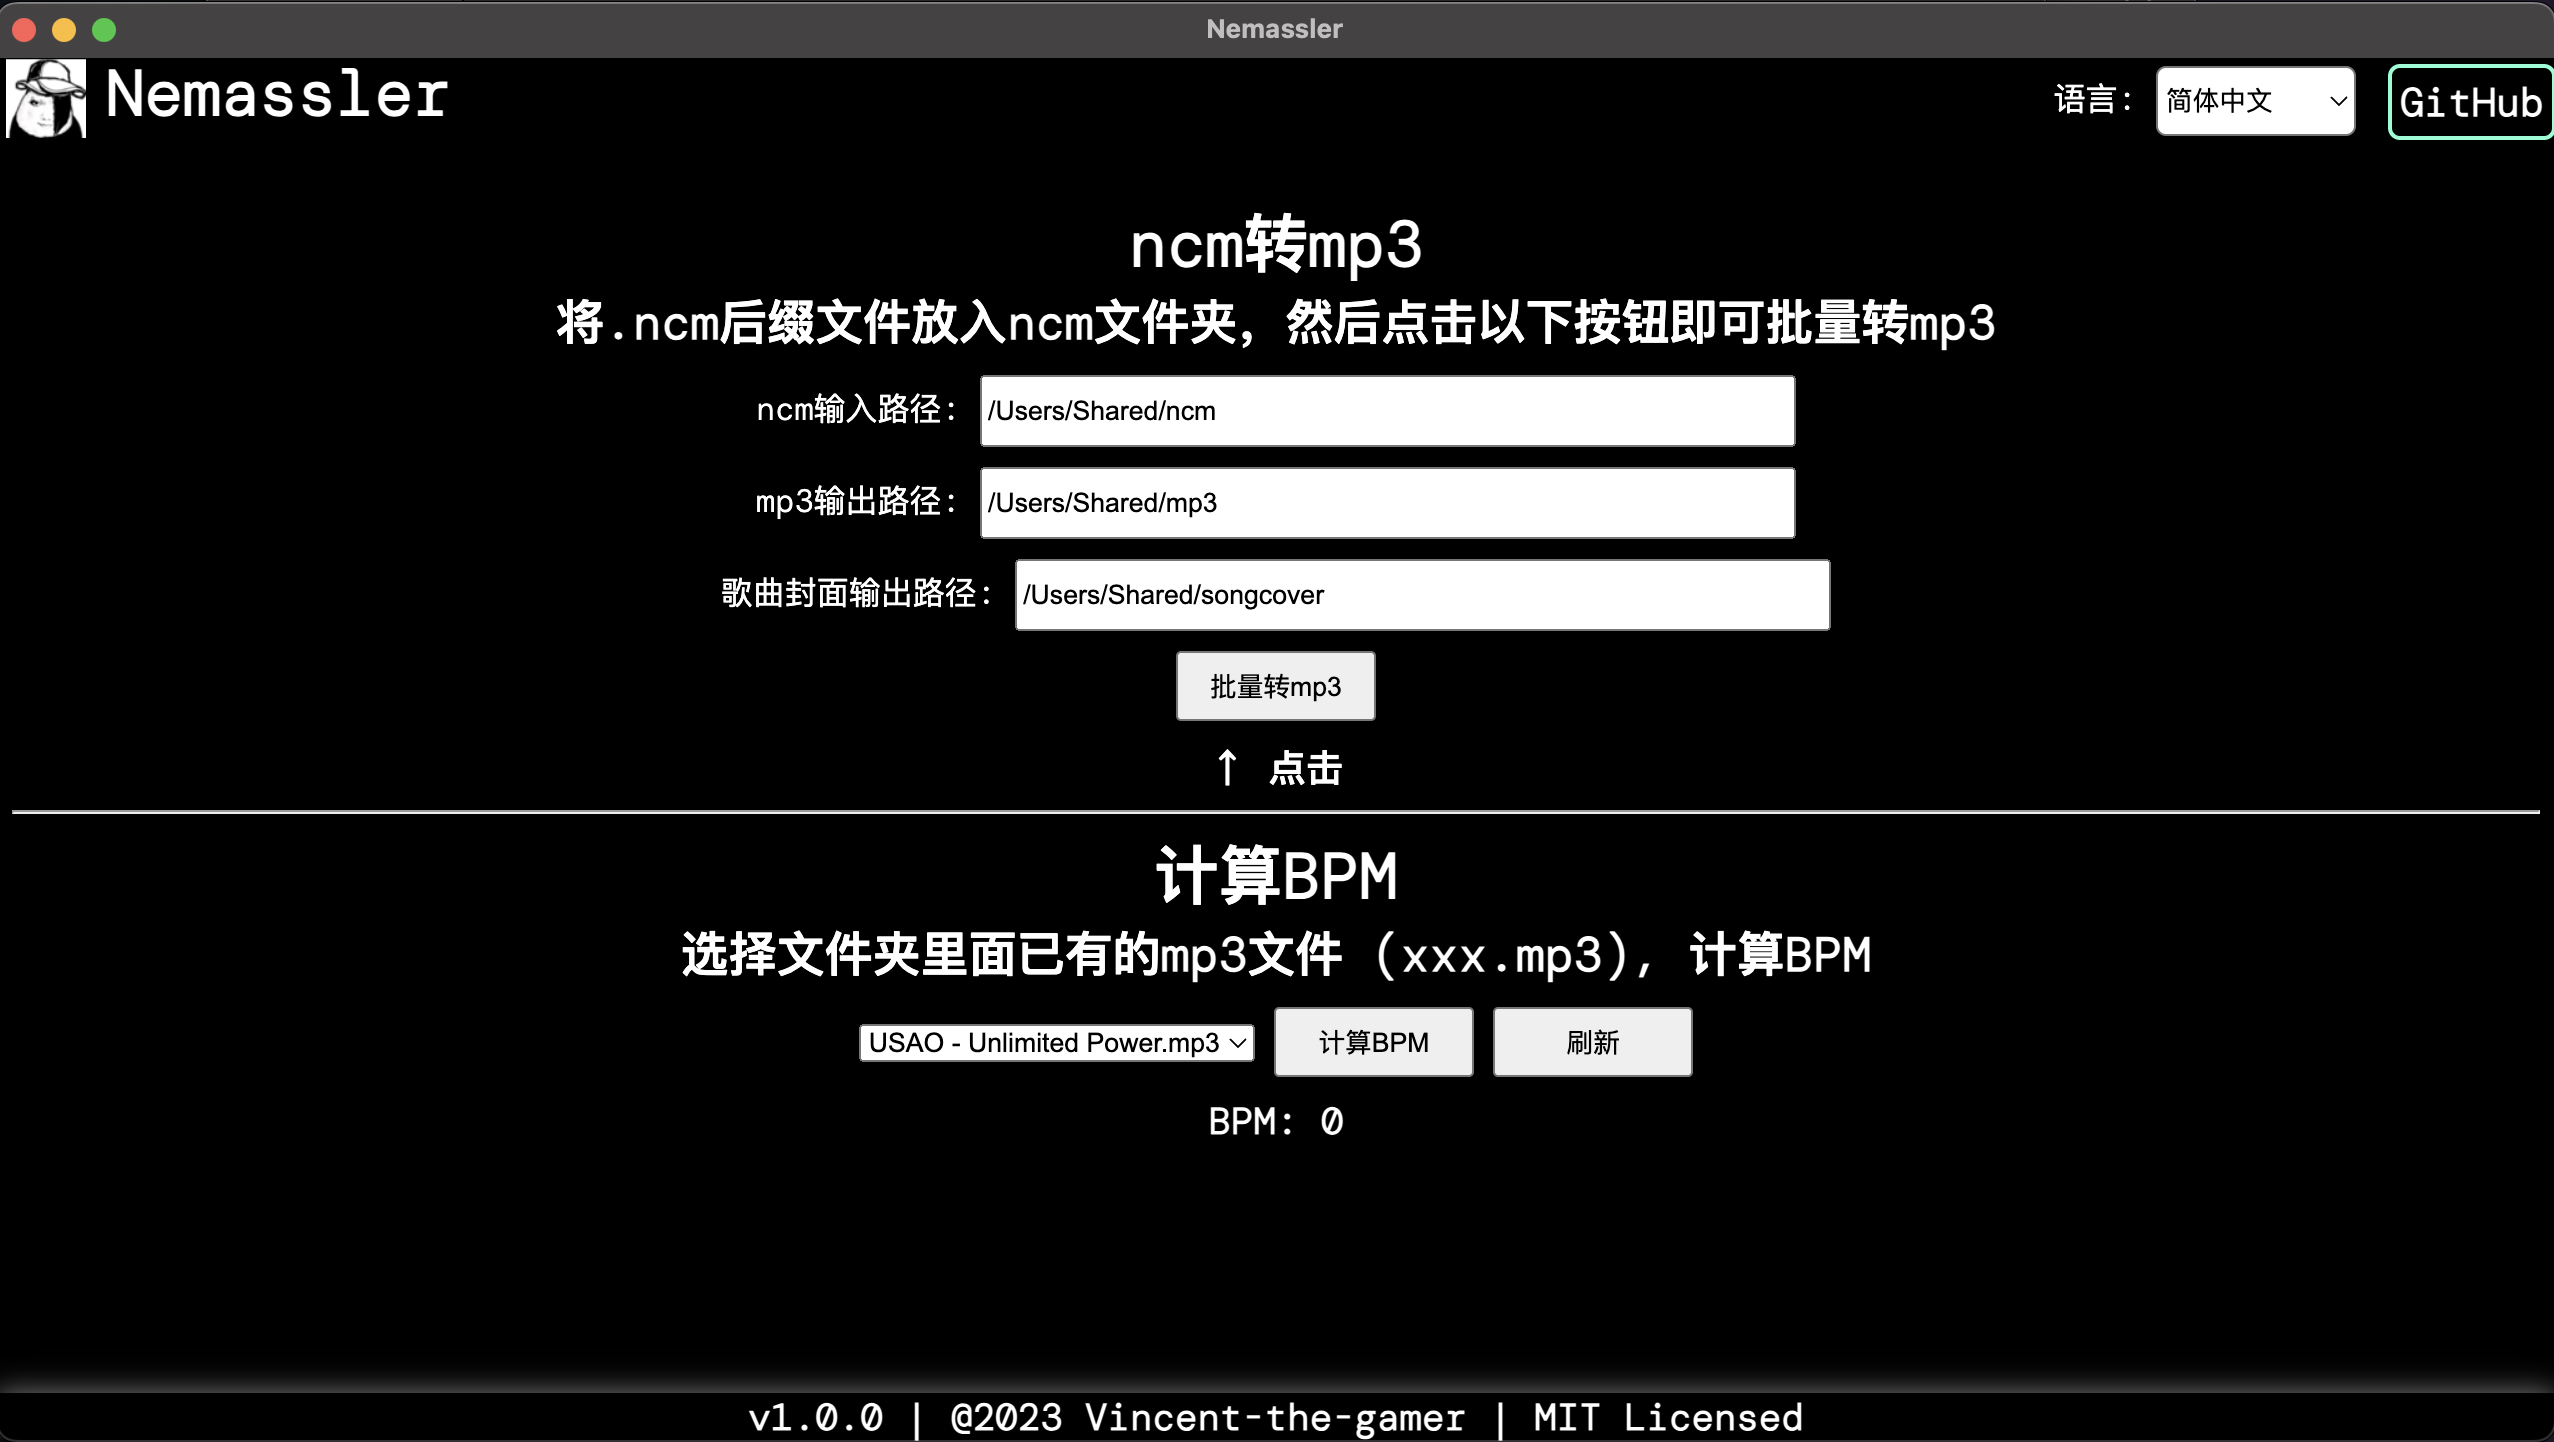 Nemassler
Nemassler
语言: 简体中文 GitHub
ncm转mp3
将.ncm后缀文件放入ncm文件夹，然后点击以下按钮即可批量转mp3
ncm输入路径: /Users/Shared/ncm
mp3输出路径: /Users/Shared/mp3
歌曲封面输出路径: /Users/Shared/songcover
批量转mp3
↑ 点击
计算BPM
选择文件夹里面已有的mp3文件 (xxx.mp3), 计算BPM
USAO - Unlimited Power.mp3 计算BPM 刷新
BPM: 0
v1.0.0 | @2023 Vincent-the-gamer | MIT Licensed